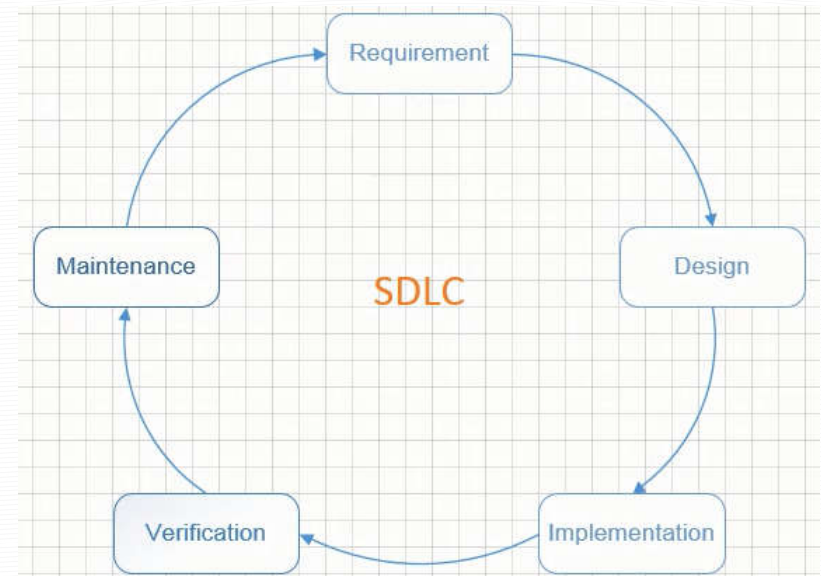 Requirement
Maintenance
Design
SDLC
Verification
Implementation